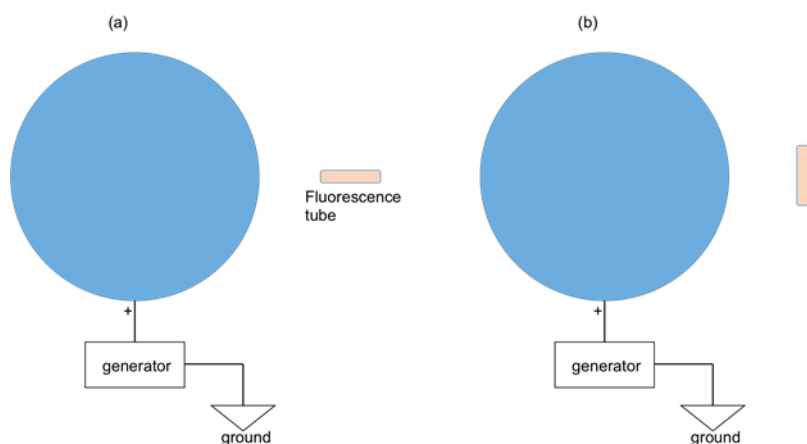 (a)
(b)
Fluorescence
tube
+
+
generator
generator
ground
ground